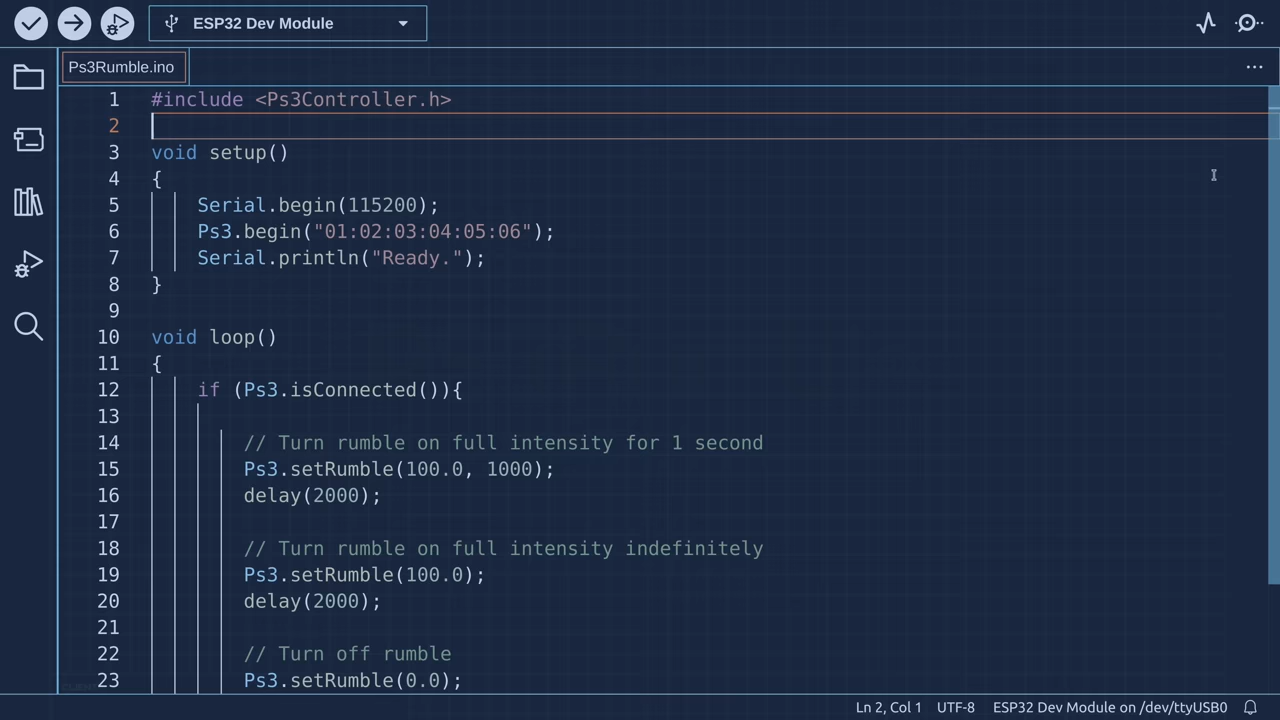 ESP32 Dev Module
Ps3Rumble.ino
1 #include <Ps3Controller.h>
2
3 void setup()
4 {
5 Serial.begin(115200);
6 Ps3.begin("01:02:03:04:05:06");
7 Serial.println("Ready.");
8 }
9
10 void loop()
11 {
12 if (Ps3.isConnected()){
13
14 // Turn rumble on full intensity for 1 second
15 Ps3.setRumble(100.0, 1000);
16 delay(2000);
17
18 // Turn rumble on full intensity indefinitely
19 Ps3.setRumble(100.0);
20 delay(2000);
21
22 // Turn off rumble
23 Ps3.setRumble(0.0);
Ln 2, Col 1 UTF-8 ESP32 Dev Module on /dev/ttyUSB0